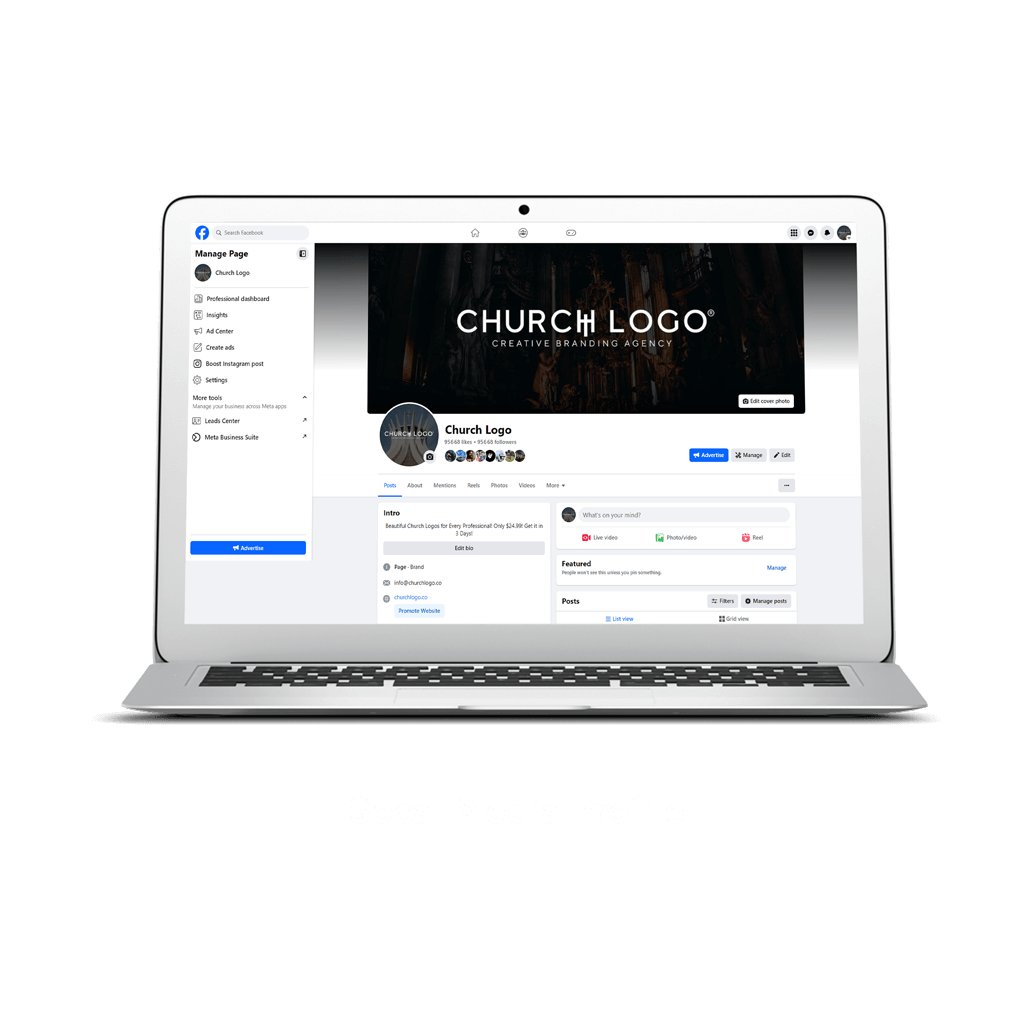 Search Facebook
Manage Page
Church Logo
Professional dashboard
Insights
Ad Center
Create ads
Boost Instagram post
Settings
More tools
Manage your business across Meta apps
Leads Center
Meta Business Suite
Advertise
CHURCH LOGO®
CREATIVE BRANDING AGENCY
Edit cover photo
CHURCH LOGO
Church Logo
95668 likes • 95668 followers
Advertise
Manage
Edit
Posts
About
Mentions
Reels
Photos
Videos
More
Intro
Beautiful Church Logos for Every Professional! Only $24.99! Get it in
3 Days!
Edit bio
Page · Brand
info@churchlogo.co
churchlogo.co
Promote Website
What's on your mind?
Live video
Photo/video
Reel
Featured
People won't see this unless you pin something.
Manage
Posts
Filters
Manage posts
List view
Grid view